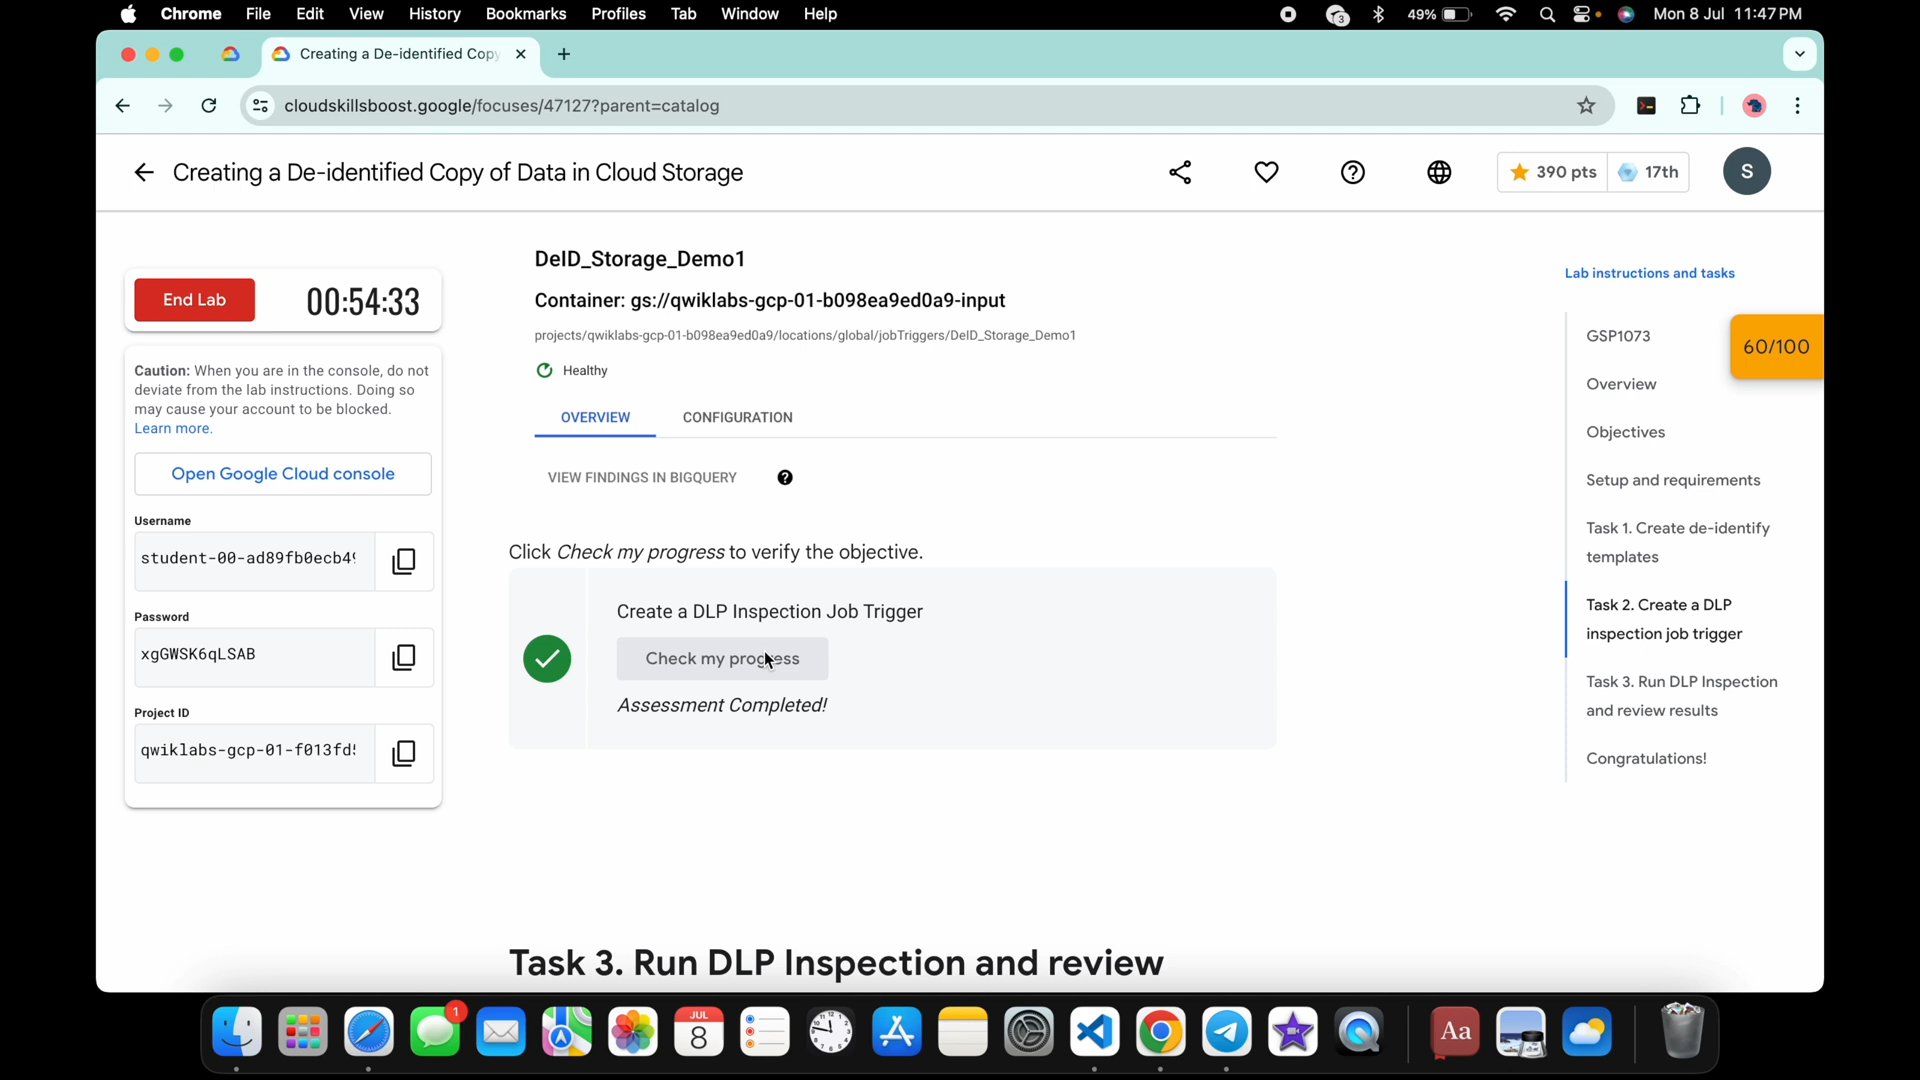 Chrome File Edit View History Bookmarks Profiles Tab Window Help
3 49% Mon 8 Jul 11:47 PM
Creating a De-identified Copy
cloudskillsboost.google/focuses/47127?parent=catalog
Creating a De-identified Copy of Data in Cloud Storage
390 pts 17th S
End Lab 00:54:33
Caution: When you are in the console, do not
deviate from the lab instructions. Doing so
may cause your account to be blocked.
Learn more.
Open Google Cloud console
Username
student-00-ad89fb0ecb49
Password
xgGWSK6qLSAB
Project ID
qwiklabs-gcp-01-f013fd
DeID_Storage_Demo1
Container: gs://qwiklabs-gcp-01-b098ea9ed0a9-input
projects/qwiklabs-gcp-01-b098ea9ed0a9/locations/global/jobTriggers/DeID_Storage_Demo1
Healthy
OVERVIEW CONFIGURATION
VIEW FINDINGS IN BIGQUERY ?
Click Check my progress to verify the objective.
Create a DLP Inspection Job Trigger
Check my progress
Assessment Completed!
Task 3. Run DLP Inspection and review
Lab instructions and tasks
GSP1073
60/100
Overview
Objectives
Setup and requirements
Task 1. Create de-identify
templates
Task 2. Create a DLP
inspection job trigger
Task 3. Run DLP Inspection
and review results
Congratulations!
1
JUL
8
Aa